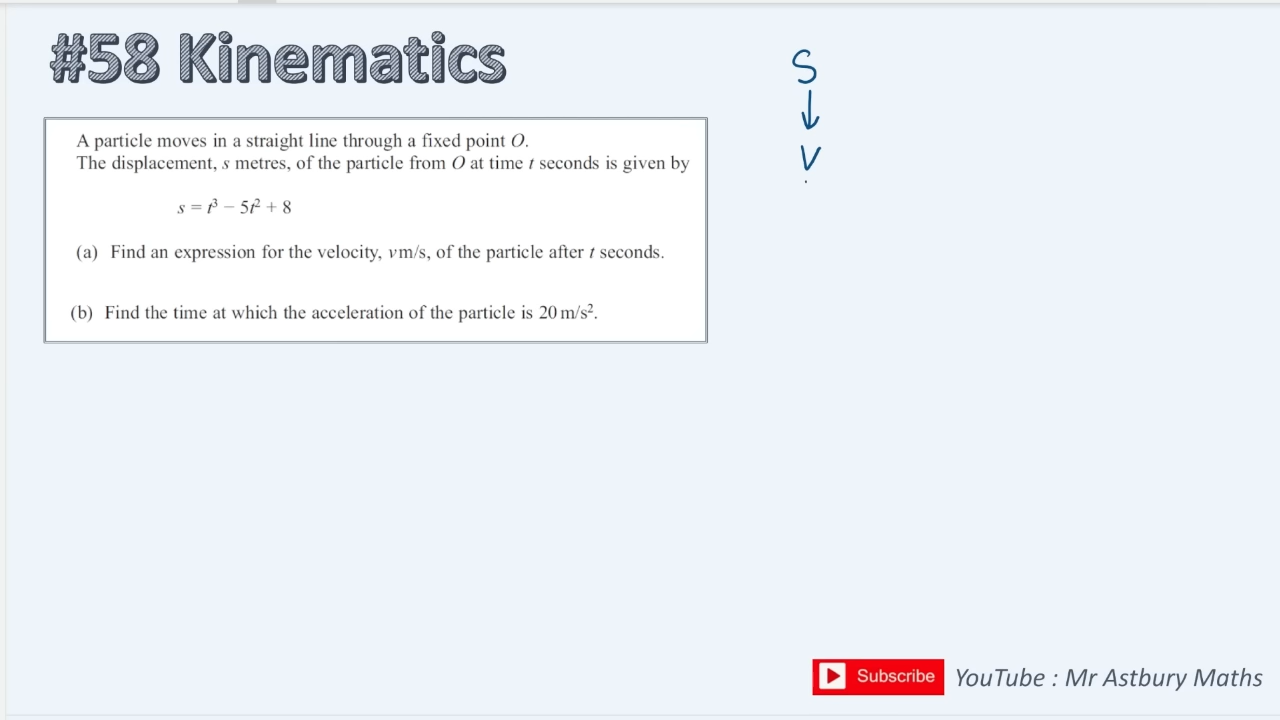 #58 Kinematics
A particle moves in a straight line through a fixed point O.
The displacement, s metres, of the particle from O at time t seconds is given by
s = t³ − 5t² + 8
(a) Find an expression for the velocity, vm/s, of the particle after t seconds.
(b) Find the time at which the acceleration of the particle is 20 m/s².
S
↓
V
Subscribe
YouTube : Mr Astbury Maths